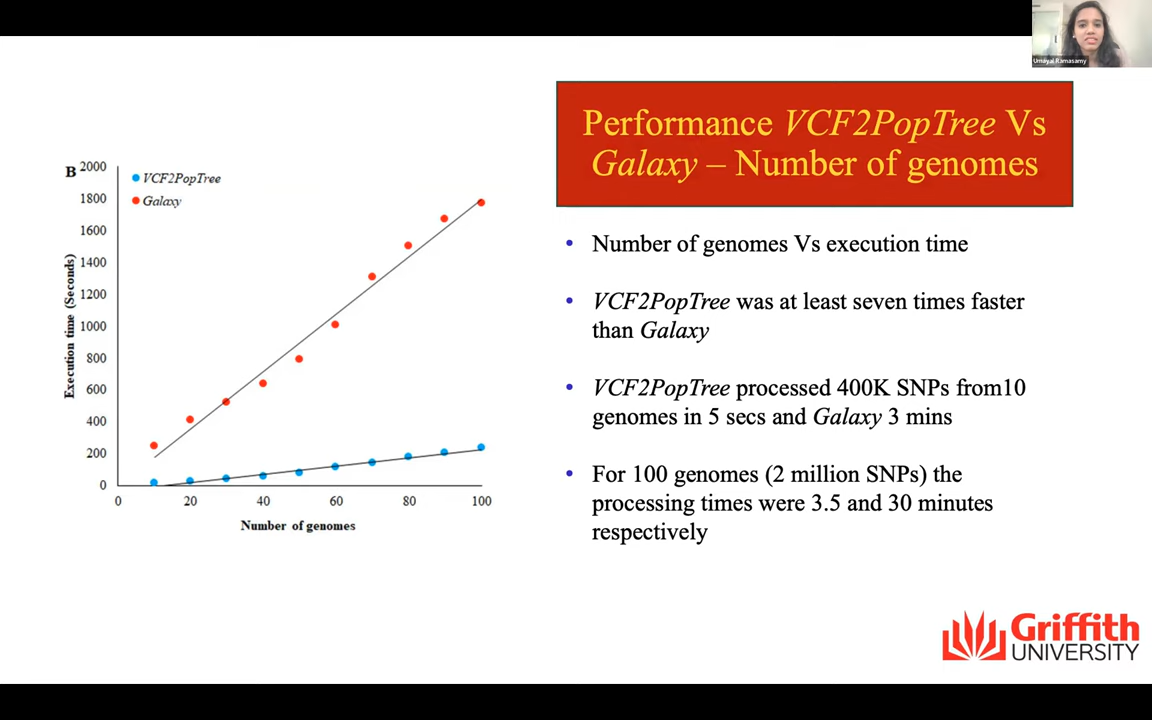 Umayal Ramasamy
Performance VCF2PopTree Vs
Galaxy – Number of genomes
B
2000
1800
1600
1400
1200
1000
800
600
400
200
0
VCF2PopTree
Galaxy
Execution time (Seconds)
0
20
40
60
80
100
Number of genomes
• Number of genomes Vs execution time
• VCF2PopTree was at least seven times faster
than Galaxy
• VCF2PopTree processed 400K SNPs from10
genomes in 5 secs and Galaxy 3 mins
• For 100 genomes (2 million SNPs) the
processing times were 3.5 and 30 minutes
respectively
Griffith
UNIVERSITY